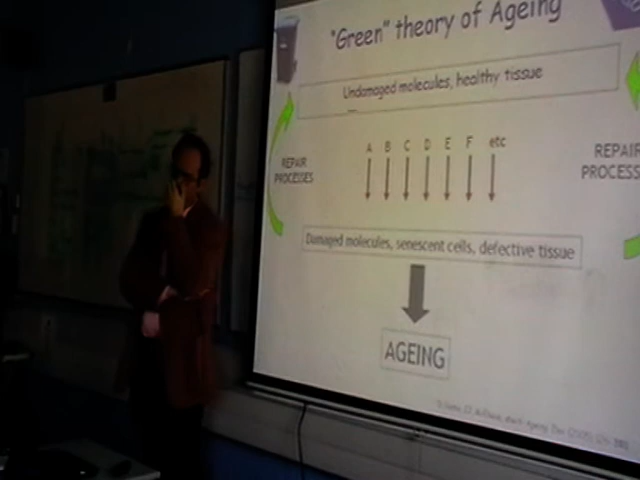 "Green" theory of Ageing
Undamaged molecules, healthy tissue
A B C D E F etc
REPAIR
PROCESSES
REPAIR
PROCESS
Damaged molecules, senescent cells, defective tissue
AGEING